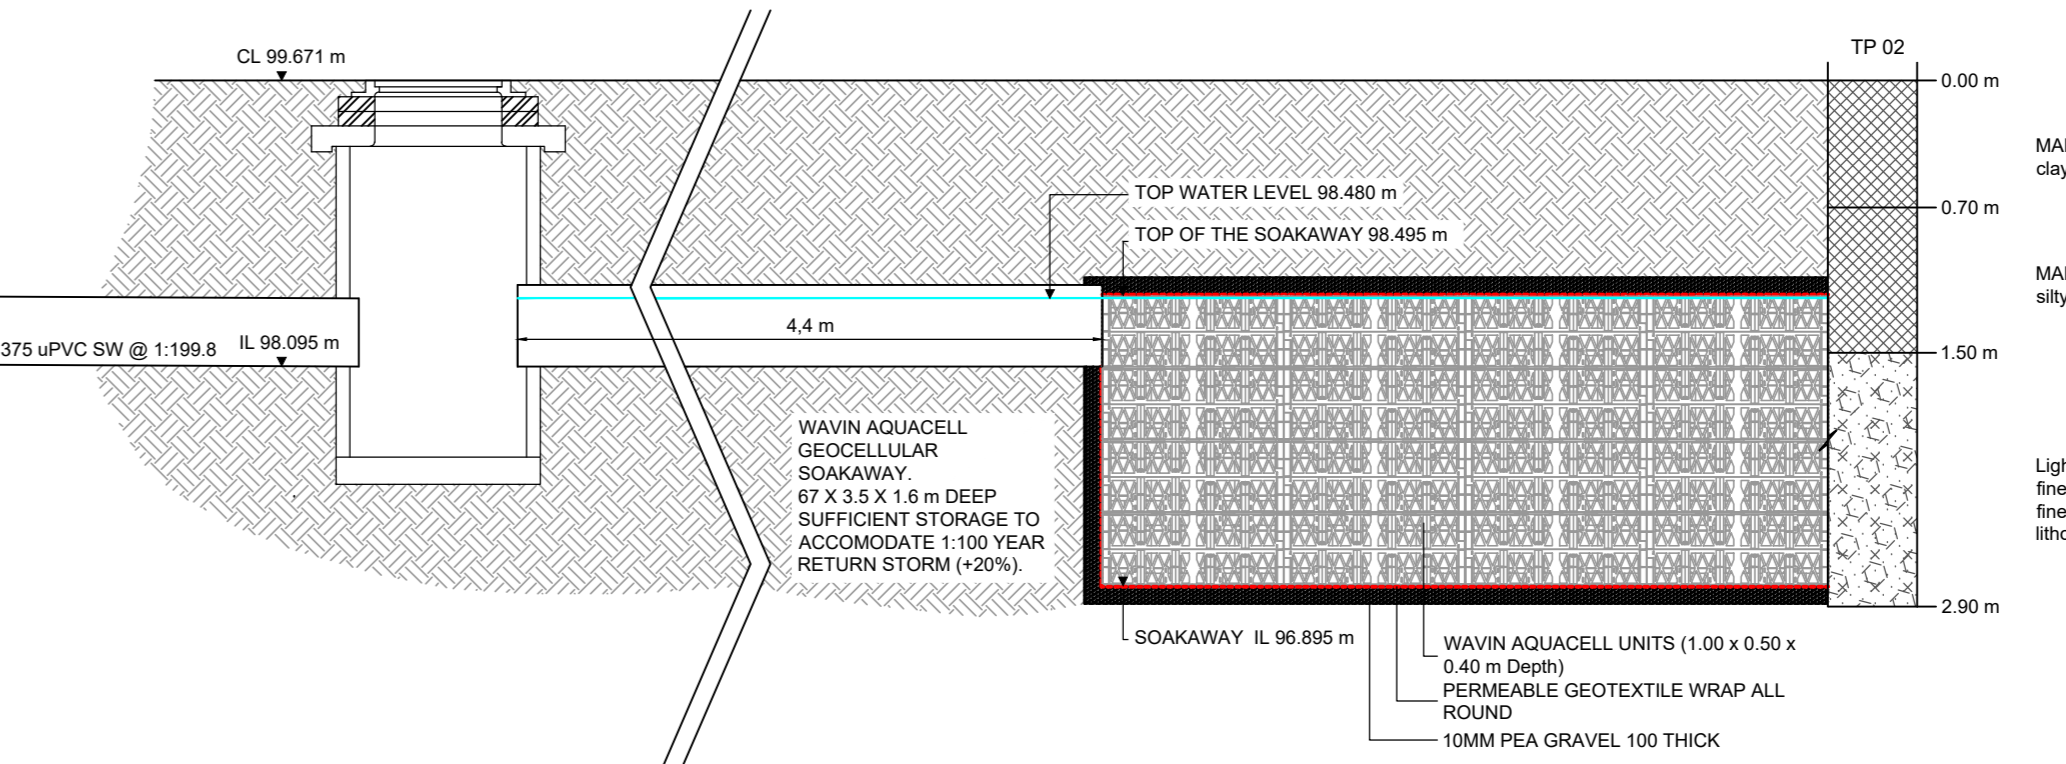 CL 99.671 m
TP 02
0.00 m
TOP WATER LEVEL 98.480 m
0.70 m
TOP OF THE SOAKAWAY 98.495 m
4,4 m
375 uPVC SW @ 1:199.8
IL 98.095 m
1.50 m
WAVIN AQUACELL
GEOCELLULAR
SOAKAWAY.
67 X 3.5 X 1.6 m DEEP
SUFFICIENT STORAGE TO
ACCOMODATE 1:100 YEAR
RETURN STORM (+20%).
clay
silty
fine
fine
2.90 m
SOAKAWAY IL 96.895 m
WAVIN AQUACELL UNITS (1.00 x 0.50 x
0.40 m Depth)
PERMEABLE GEOTEXTILE WRAP ALL
ROUND
10MM PEA GRAVEL 100 THICK